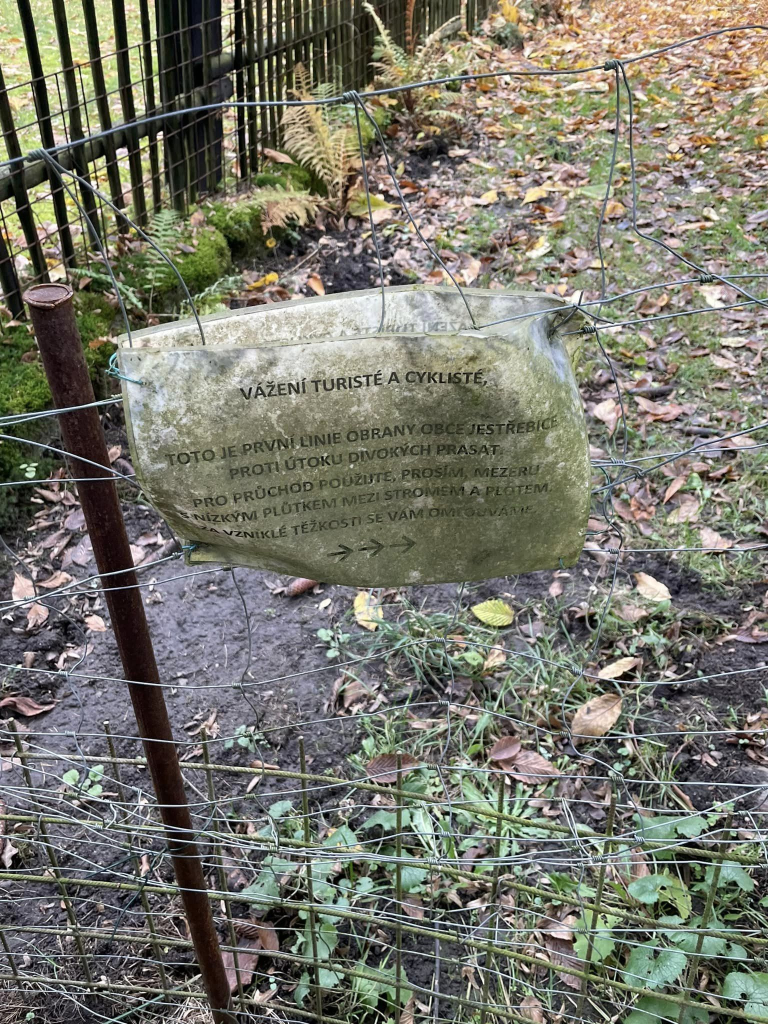 VÁŽENÍ TURISTÉ A CYKLISTÉ,
TOTO JE PRVNÍ LINIE OBRANY OBCE JESTŘEBICE
PROTI ÚTOKU DIVOKÝCH PRASAT.
PRO PRŮCHOD POUŽIJTE, PROSÍM, MEZERU
S NÍZKÝM PLŮTKEM MEZI STROMEM A PLOTEM.
ZA VZNIKLÉ TĚŽKOSTI SE VÁM OMLOUVÁME.